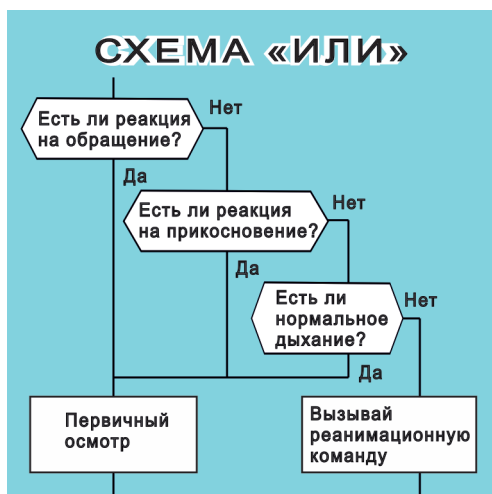 СХЕМА «ИЛИ»
Есть ли реакция
на обращение?
Нет
Да
Есть ли реакция
на прикосновение?
Нет
Да
Есть ли
нормальное
дыхание?
Нет
Да
Первичный
осмотр
Вызывай
реанимационную
команду